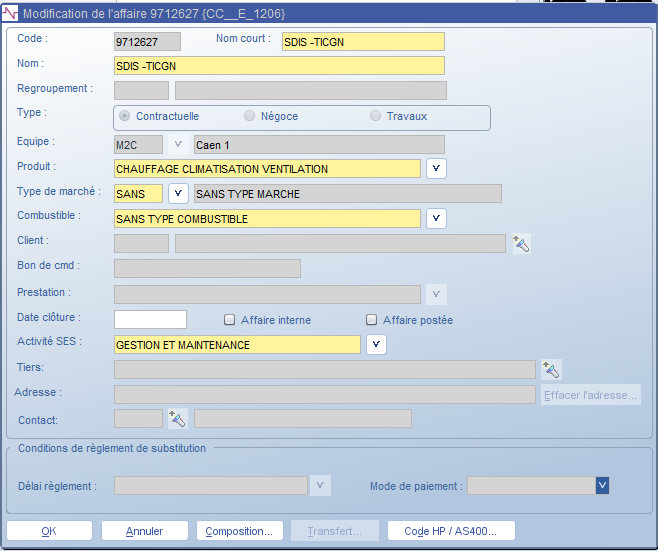 Modification de l'affaire 9712627 {CC__E_1206}
Code : 9712627 Nom court : SDIS -TICGN
Nom : SDIS -TICGN
Regroupement :
Type : Contractuelle Négoce Travaux
Equipe : M2C Caen 1
Produit : CHAUFFAGE CLIMATISATION VENTILATION
Type de marché : SANS SANS TYPE MARCHE
Combustible : SANS TYPE COMBUSTIBLE
Client :
Bon de cmd :
Prestation :
Date clôture : Affaire interne Affaire postée
Activité SES : GESTION ET MAINTENANCE
Tiers:
Adresse : Effacer l'adresse...
Contact:
Conditions de règlement de substitution
Délai règlement : Mode de paiement :
OK Annuler Composition... Transfert... Code HP / AS400...